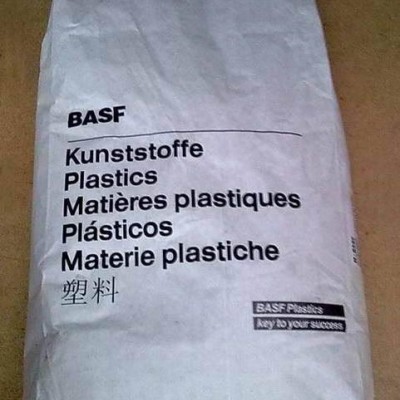 BASF
Kunststoffe
Plastics
Matières plastiques
Plásticos
Materie plastiche
塑料
BASF Plastics
key to your success